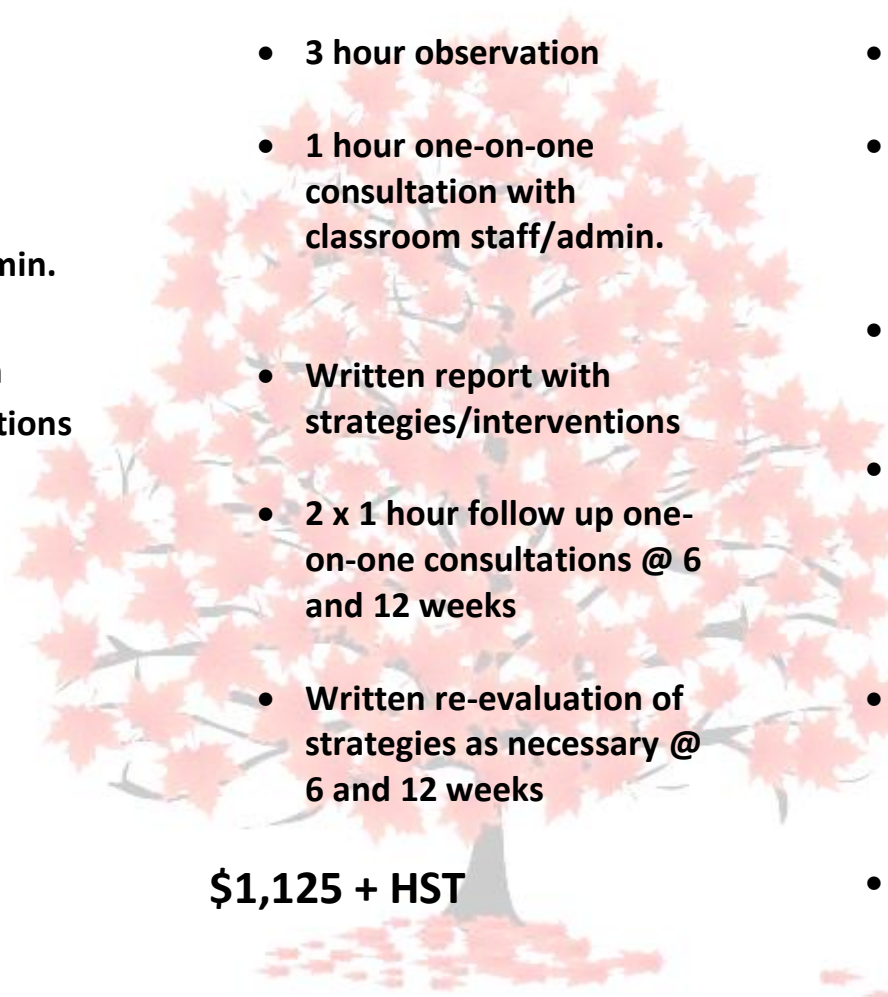 min.
tions
• 3 hour observation
• 1 hour one-on-one
consultation with
classroom staff/admin.
• Written report with
strategies/interventions
• 2 x 1 hour follow up one-
on-one consultations @ 6
and 12 weeks
• Written re-evaluation of
strategies as necessary @
6 and 12 weeks
$1,125 + HST